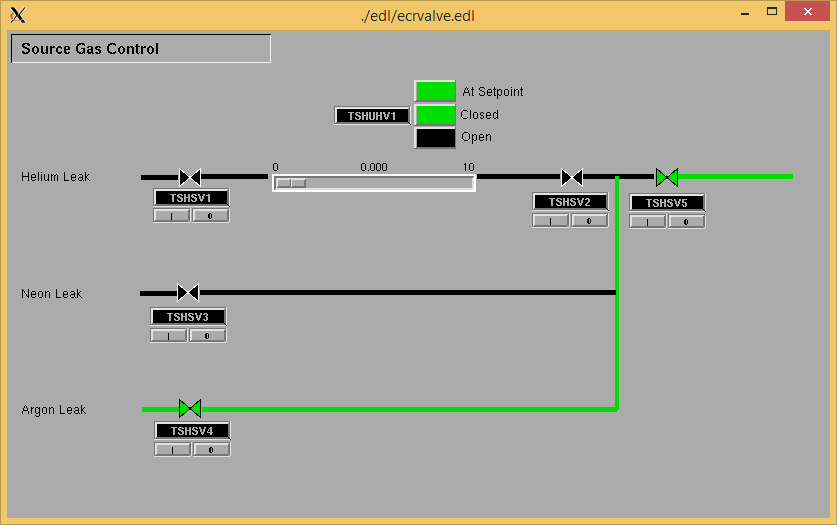 ./edl/ecrvalve.edl
Source Gas Control
At Setpoint
TSHUHV1 Closed
Open
0 0.000 10
Helium Leak
TSHSV1
I 0
TSHSV2
I 0
TSHSV5
I 0
Neon Leak
TSHSV3
I 0
Argon Leak
TSHSV4
I 0